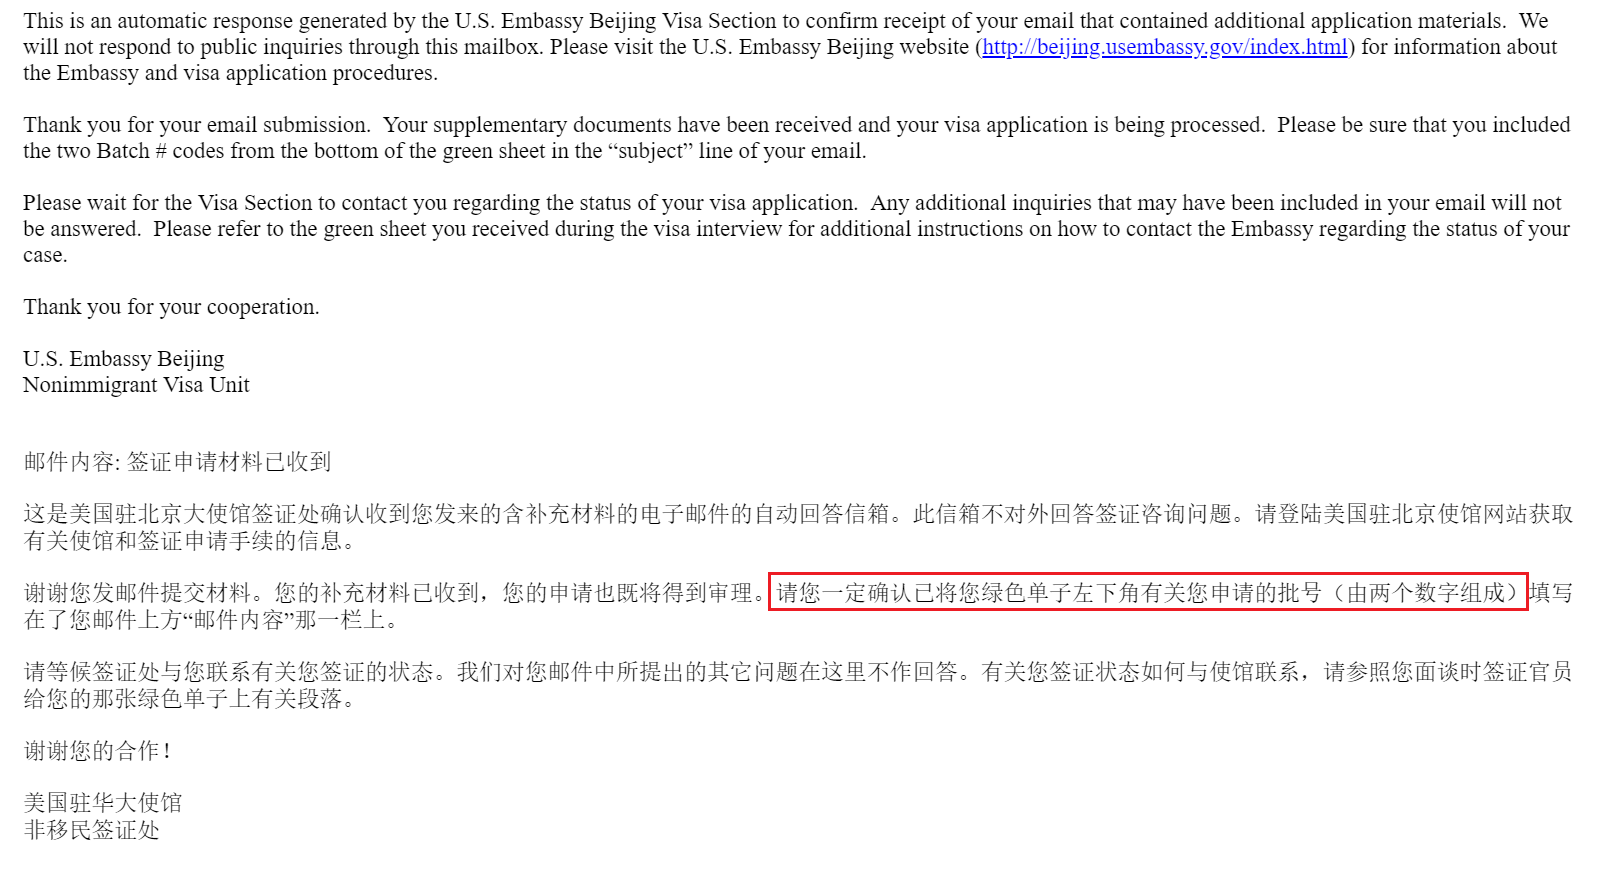 This is an automatic response generated by the U.S. Embassy Beijing Visa Section to confirm receipt of your email that contained additional application materials.  We
will not respond to public inquiries through this mailbox. Please visit the U.S. Embassy Beijing website (http://beijing.usembassy.gov/index.html) for information about
the Embassy and visa application procedures.
Thank you for your email submission.  Your supplementary documents have been received and your visa application is being processed.  Please be sure that you included
the two Batch # codes from the bottom of the green sheet in the “subject” line of your email.
Please wait for the Visa Section to contact you regarding the status of your visa application.  Any additional inquiries that may have been included in your email will not
be answered.  Please refer to the green sheet you received during the visa interview for additional instructions on how to contact the Embassy regarding the status of your
case.
Thank you for your cooperation.
U.S. Embassy Beijing
Nonimmigrant Visa Unit
邮件内容: 签证申请材料已收到
这是美国驻北京大使馆签证处确认收到您发来的含补充材料的电子邮件的自动回答信箱。此信箱不对外回答签证咨询问题。请登陆美国驻北京使馆网站获取
有关使馆和签证申请手续的信息。
谢谢您发邮件提交材料。您的补充材料已收到，您的申请也既将得到审理。请您一定确认已将您绿色单子左下角有关您申请的批号（由两个数字组成）填写
在了您邮件上方“邮件内容”那一栏上。
请等候签证处与您联系有关您签证的状态。我们对您邮件中所提出的其它问题在这里不作回答。有关您签证状态如何与使馆联系，请参照您面谈时签证官员
给您的那张绿色单子上有关段落。
谢谢您的合作！
美国驻华大使馆
非移民签证处